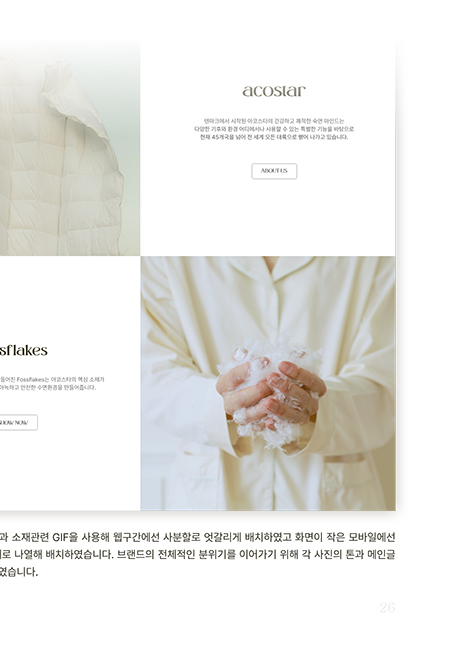 acostar
덴마크에서 시작된 아코스타의 건강하고 쾌적한 숙면 마인드는
다양한 기후와 환경 어디에서나 사용할 수 있는 특별한 기능을 바탕으로
현재 45개국을 넘어 전 세계 모든 대륙으로 뻗어 나가고 있습니다.
ABOUT US
sflakes
들어진 Fossflakes는 아코스타의 핵심 소재가
아늑하고 안전한 수면환경을 만들어줍니다.
SHOW NOW
과 소재관련 GIF을 사용해 웹구간에선 사분할로 엇갈리게 배치하였고 화면이 작은 모바일에선
로 나열해 배치하였습니다. 브랜드의 전체적인 분위기를 이어가기 위해 각 사진의 톤과 메인글
였습니다.
26